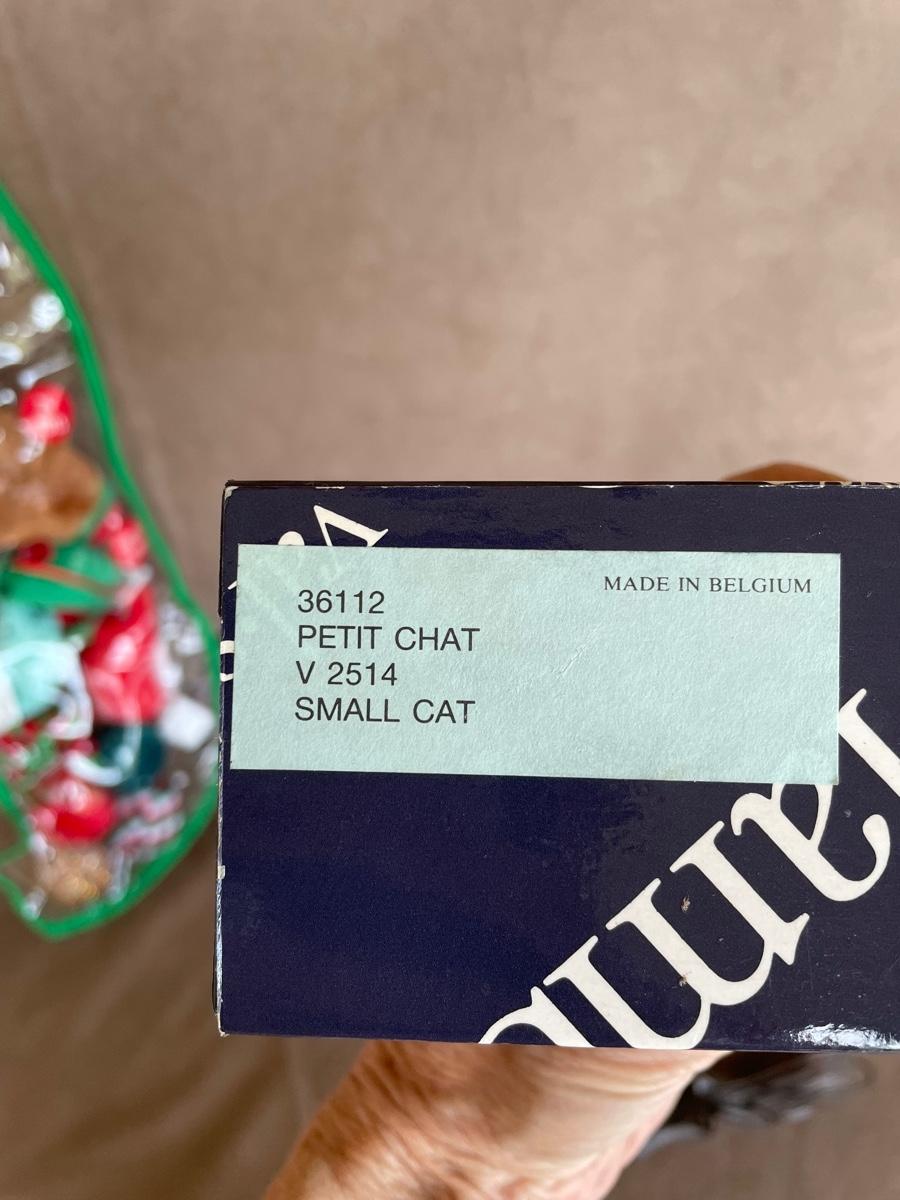 MADE IN BELGIUM
36112
PETIT CHAT
V 2514
SMALL CAT